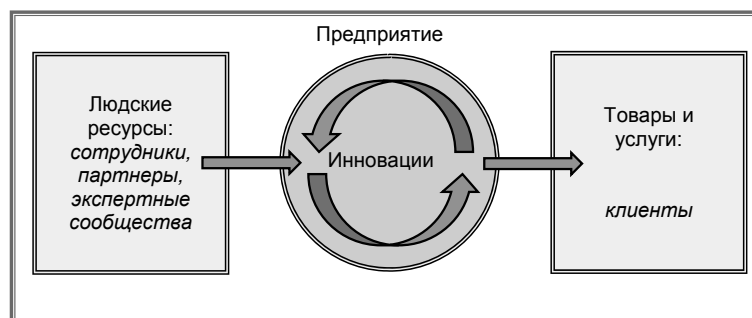 Предприятие
Людские
ресурсы:
сотрудники,
партнеры,
экспертные
сообщества
Инновации
Товары и
услуги:
клиенты